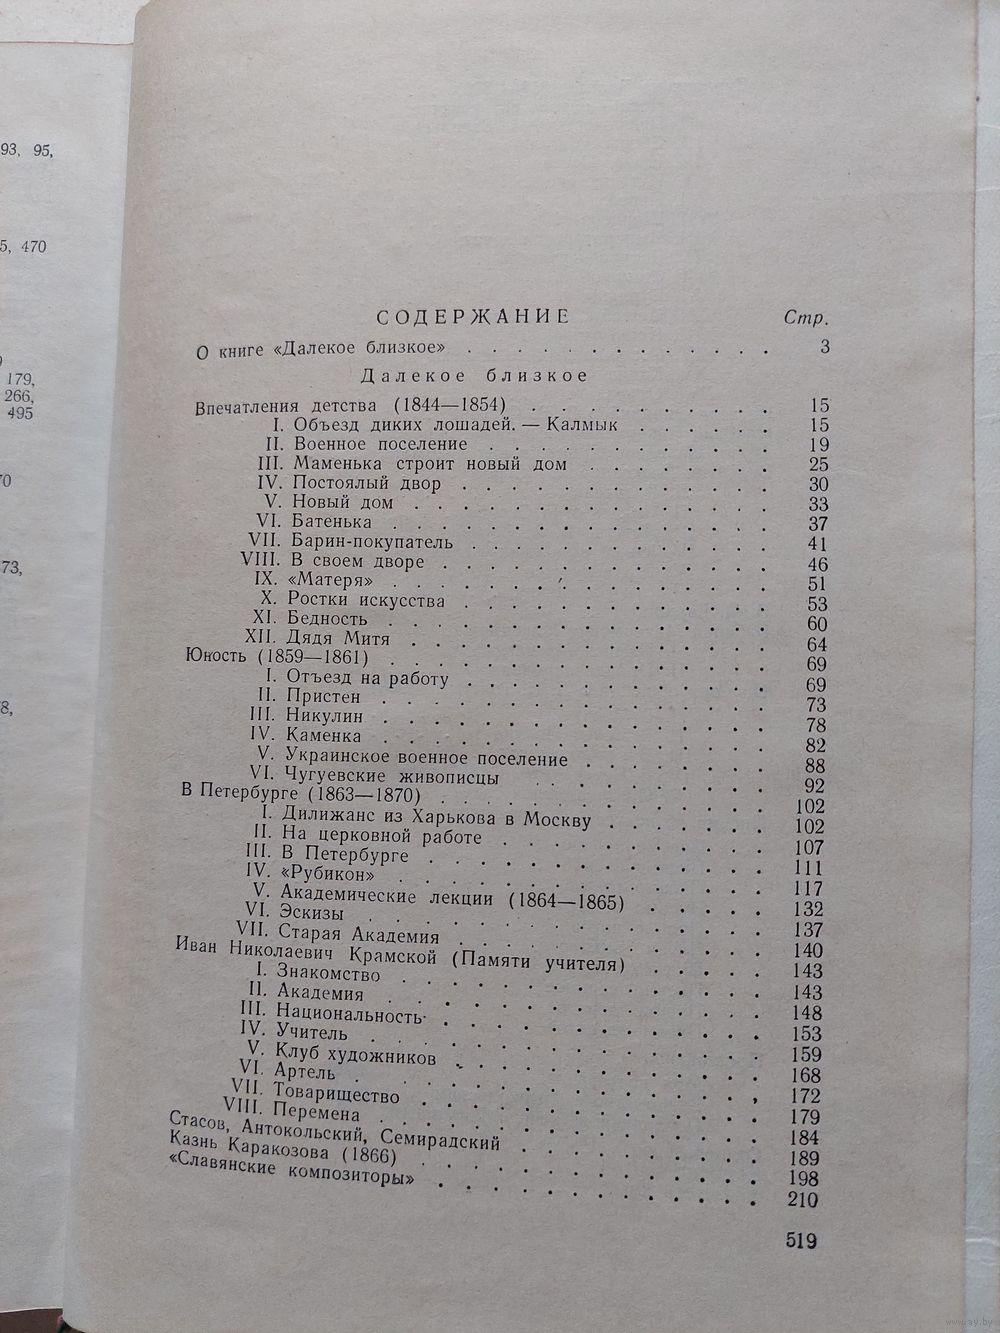 93, 95,
5, 470
179,
266,
495
73,
8,
СОДЕРЖАНИЕ
Стр.
О книге «Далекое близкое» . . . . . . . . . . . . . 3
Далекое близкое
Впечатления детства (1844—1854) . . . . . . . . . . 15
I. Объезд диких лошадей. — Калмык . . . . . . 15
II. Военное поселение . . . . . . . . . . . . 19
III. Маменька строит новый дом . . . . . . . . 25
IV. Постоялый двор . . . . . . . . . . . . . 30
V. Новый дом . . . . . . . . . . . . . . . 33
VI. Батенька . . . . . . . . . . . . . . . . 37
VII. Барин-покупатель . . . . . . . . . . . . 41
VIII. В своем дворе . . . . . . . . . . . . . 46
IX. «Матеря» . . . . . . . . . . . . . . . 51
X. Ростки искусства . . . . . . . . . . . . 53
XI. Бедность . . . . . . . . . . . . . . . 60
XII. Дядя Митя . . . . . . . . . . . . . . 64
Юность (1859—1861) . . . . . . . . . . . . . . . 69
I. Отъезд на работу . . . . . . . . . . . . 69
II. Пристен . . . . . . . . . . . . . . . . 73
III. Никулин . . . . . . . . . . . . . . . . 78
IV. Каменка . . . . . . . . . . . . . . . . 82
V. Украинское военное поселение . . . . . . . 88
VI. Чугуевские живописцы . . . . . . . . . . 92
В Петербурге (1863—1870) . . . . . . . . . . . . . 102
I. Дилижанс из Харькова в Москву . . . . . . 102
II. На церковной работе . . . . . . . . . . . 107
III. В Петербурге . . . . . . . . . . . . . . 111
IV. «Рубикон» . . . . . . . . . . . . . . . 117
V. Академические лекции (1864—1865) . . . . . 132
VI. Эскизы . . . . . . . . . . . . . . . . 137
VII. Старая Академия . . . . . . . . . . . . 140
Иван Николаевич Крамской (Памяти учителя) . . . . . 143
I. Знакомство . . . . . . . . . . . . . . . 143
II. Академия . . . . . . . . . . . . . . . 148
III. Национальность . . . . . . . . . . . . . 153
IV. Учитель . . . . . . . . . . . . . . . . 159
V. Клуб художников . . . . . . . . . . . . 168
VI. Артель . . . . . . . . . . . . . . . . 172
VII. Товарищество . . . . . . . . . . . . . 179
VIII. Перемена . . . . . . . . . . . . . . . 184
Стасов, Антокольский, Семирадский . . . . . . . . . 189
Казнь Каракозова (1866) . . . . . . . . . . . . . . 198
«Славянские композиторы» . . . . . . . . . . . . . 210
519
www.ay.by